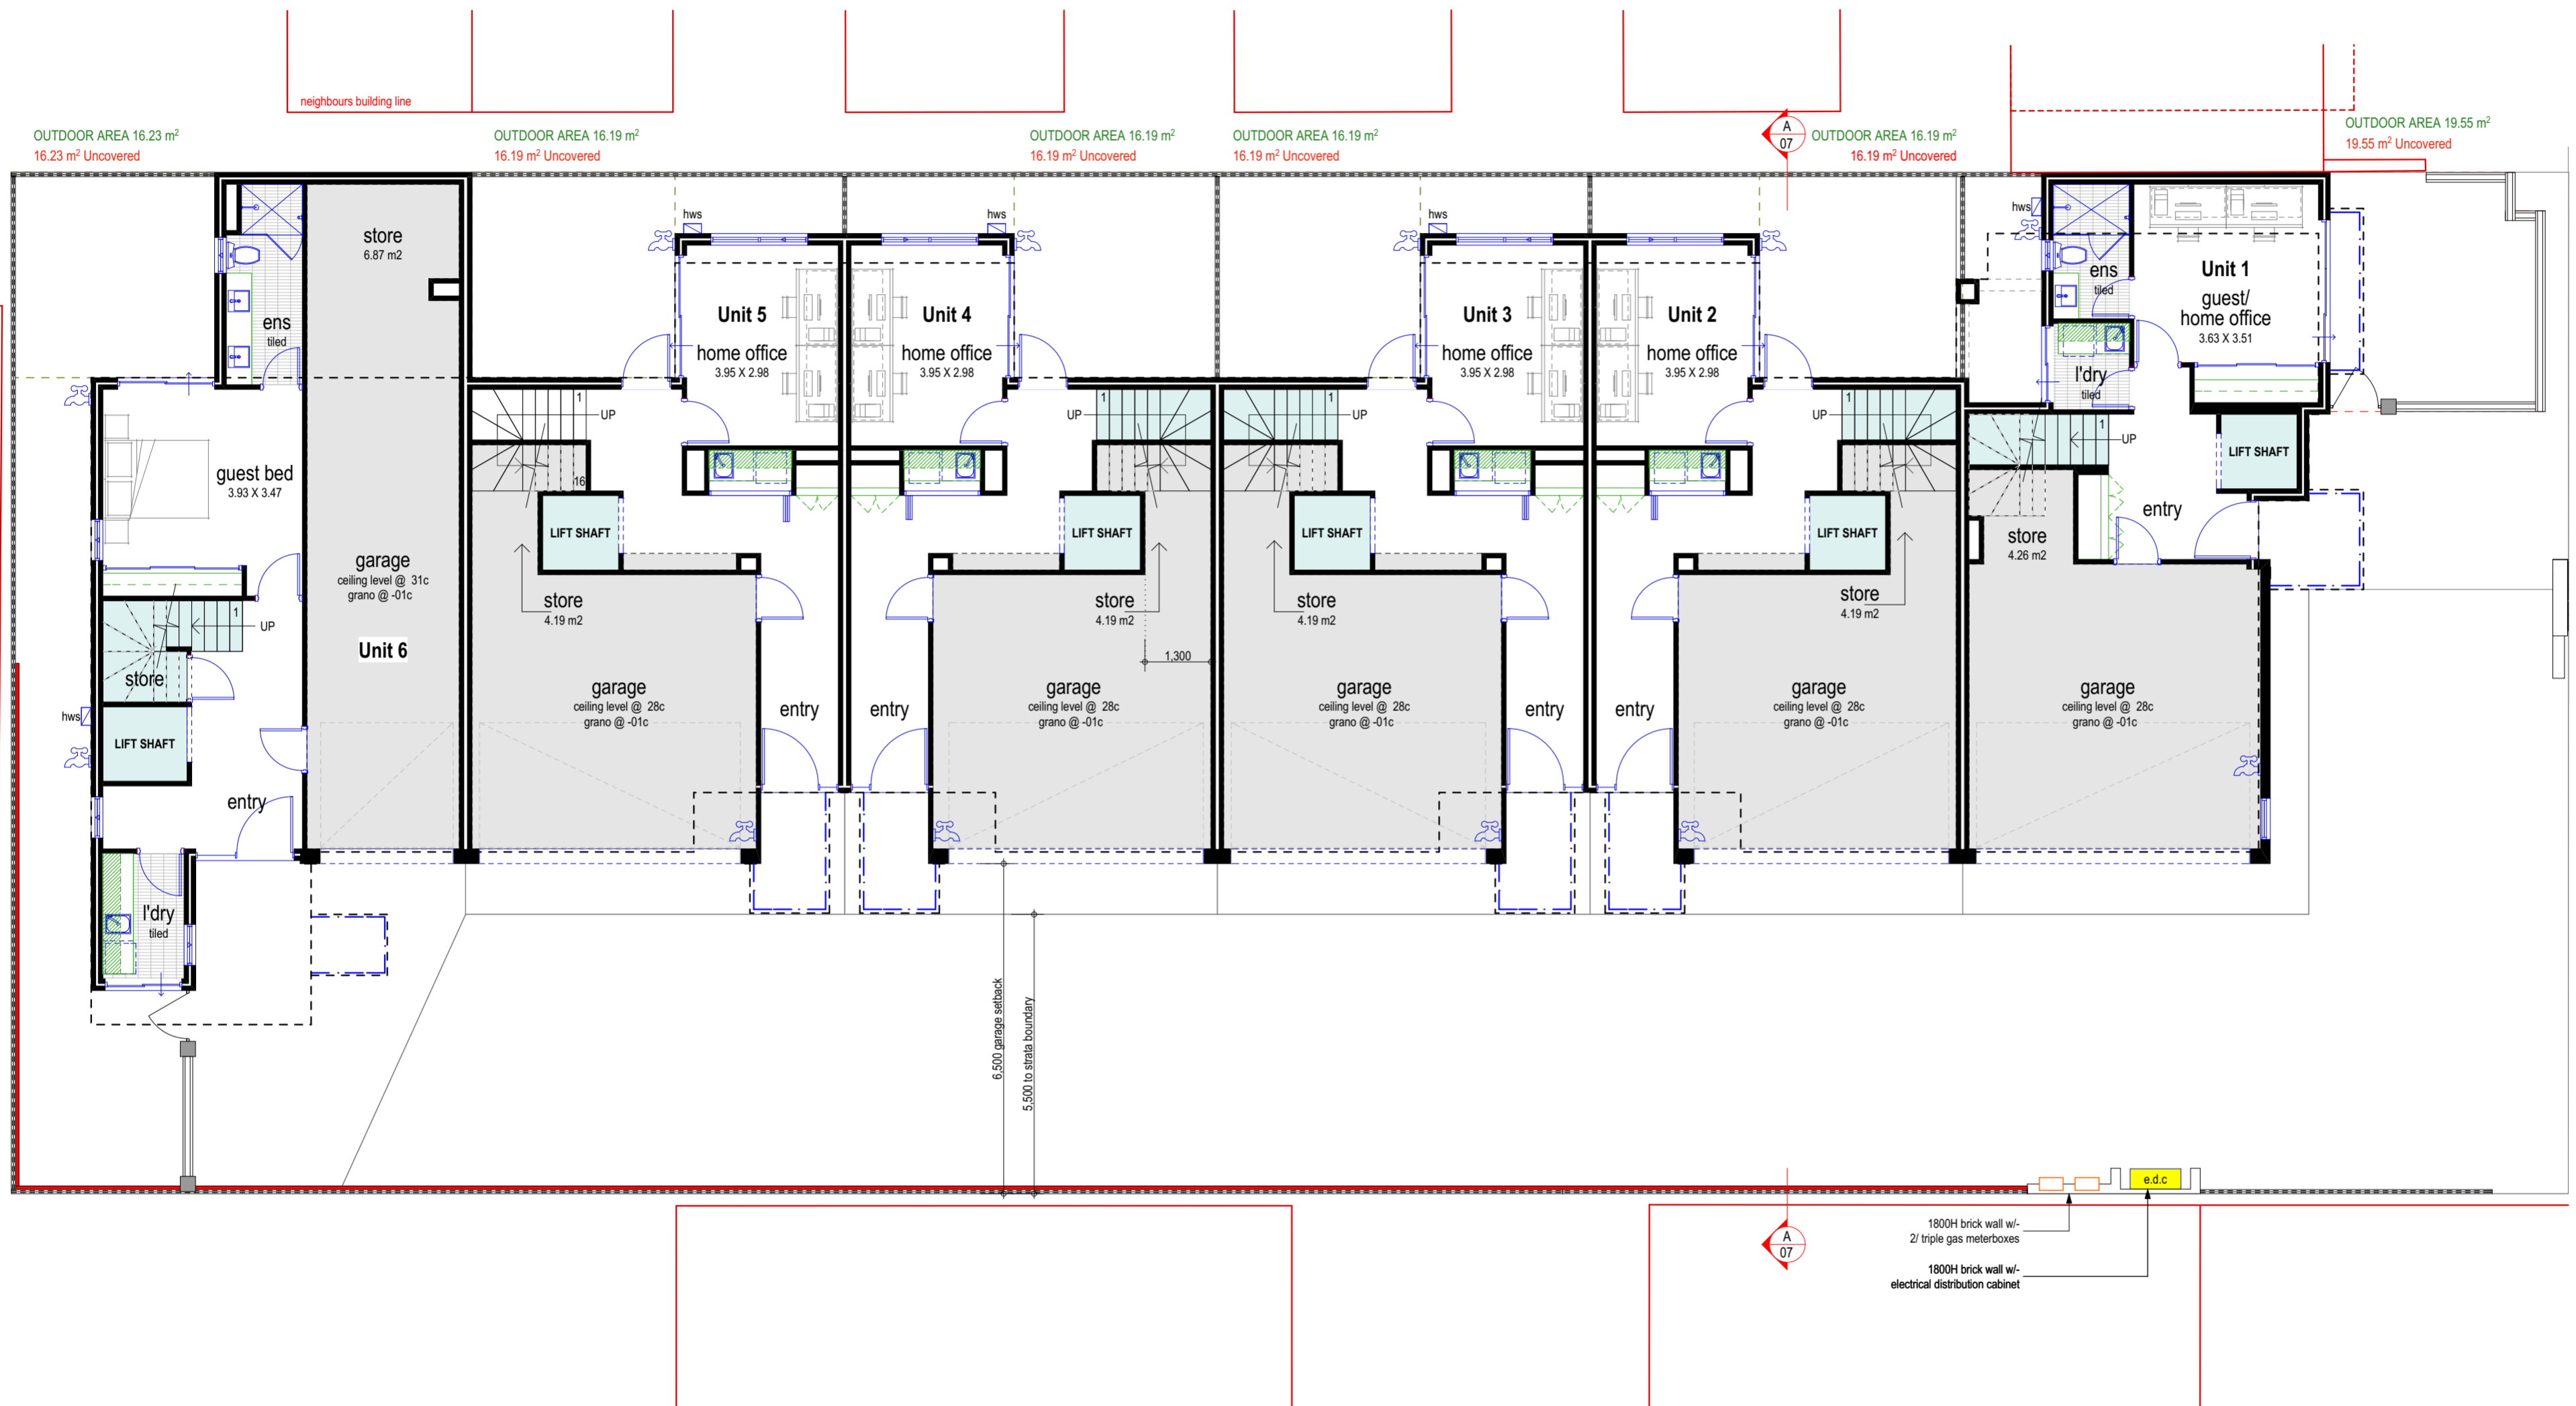 neighbours building line
OUTDOOR AREA 16.23 m²
16.23 m² Uncovered
OUTDOOR AREA 16.19 m²
16.19 m² Uncovered
OUTDOOR AREA 16.19 m²
16.19 m² Uncovered
OUTDOOR AREA 16.19 m²
16.19 m² Uncovered
A
07
OUTDOOR AREA 16.19 m²
16.19 m² Uncovered
OUTDOOR AREA 19.55 m²
19.55 m² Uncovered
store
6.87 m2
ens
tiled
guest bed
3.93 X 3.47
garage
ceiling level @ 31c
grano @ -01c
Unit 6
1
UP
store
hws
LIFT SHAFT
entry
l'dry
tiled
hws
Unit 5
home office
3.95 X 2.98
1
UP
16
LIFT SHAFT
store
4.19 m2
garage
ceiling level @ 28c
grano @ -01c
entry
hws
Unit 4
home office
3.95 X 2.98
1
UP
LIFT SHAFT
store
4.19 m2
1,300
garage
ceiling level @ 28c
grano @ -01c
entry
hws
Unit 3
home office
3.95 X 2.98
1
UP
LIFT SHAFT
store
4.19 m2
garage
ceiling level @ 28c
grano @ -01c
entry
Unit 2
home office
3.95 X 2.98
1
UP
LIFT SHAFT
store
4.19 m2
garage
ceiling level @ 28c
grano @ -01c
entry
hws
ens
tiled
Unit 1
guest/
home office
3.63 X 3.51
l'dry
tiled
1
UP
LIFT SHAFT
entry
store
4.26 m2
garage
ceiling level @ 28c
grano @ -01c
6,500 garage setback
5,500 to strata boundary
e.d.c
1800H brick wall w/-
2/ triple gas meterboxes
1800H brick wall w/-
electrical distribution cabinet
A
07